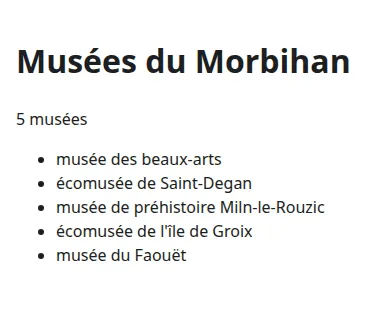 Musées du Morbihan
5 musées
musée des beaux-arts
écomusée de Saint-Degan
musée de préhistoire Miln-le-Rouzic
écomusée de l'île de Groix
musée du Faouët